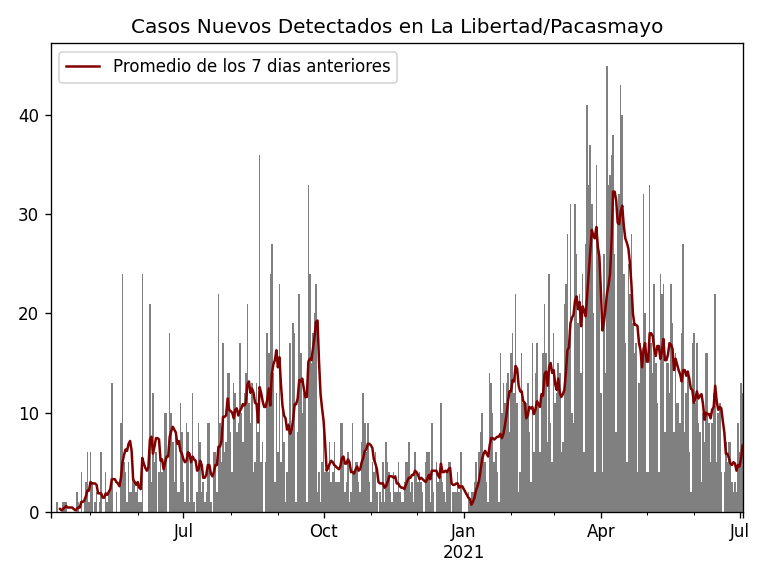 Casos Nuevos Detectados en La Libertad/Pacasmayo
Promedio de los 7 dias anteriores
40
30
20
10
0
Jul
Oct
Jan
2021
Apr
Jul